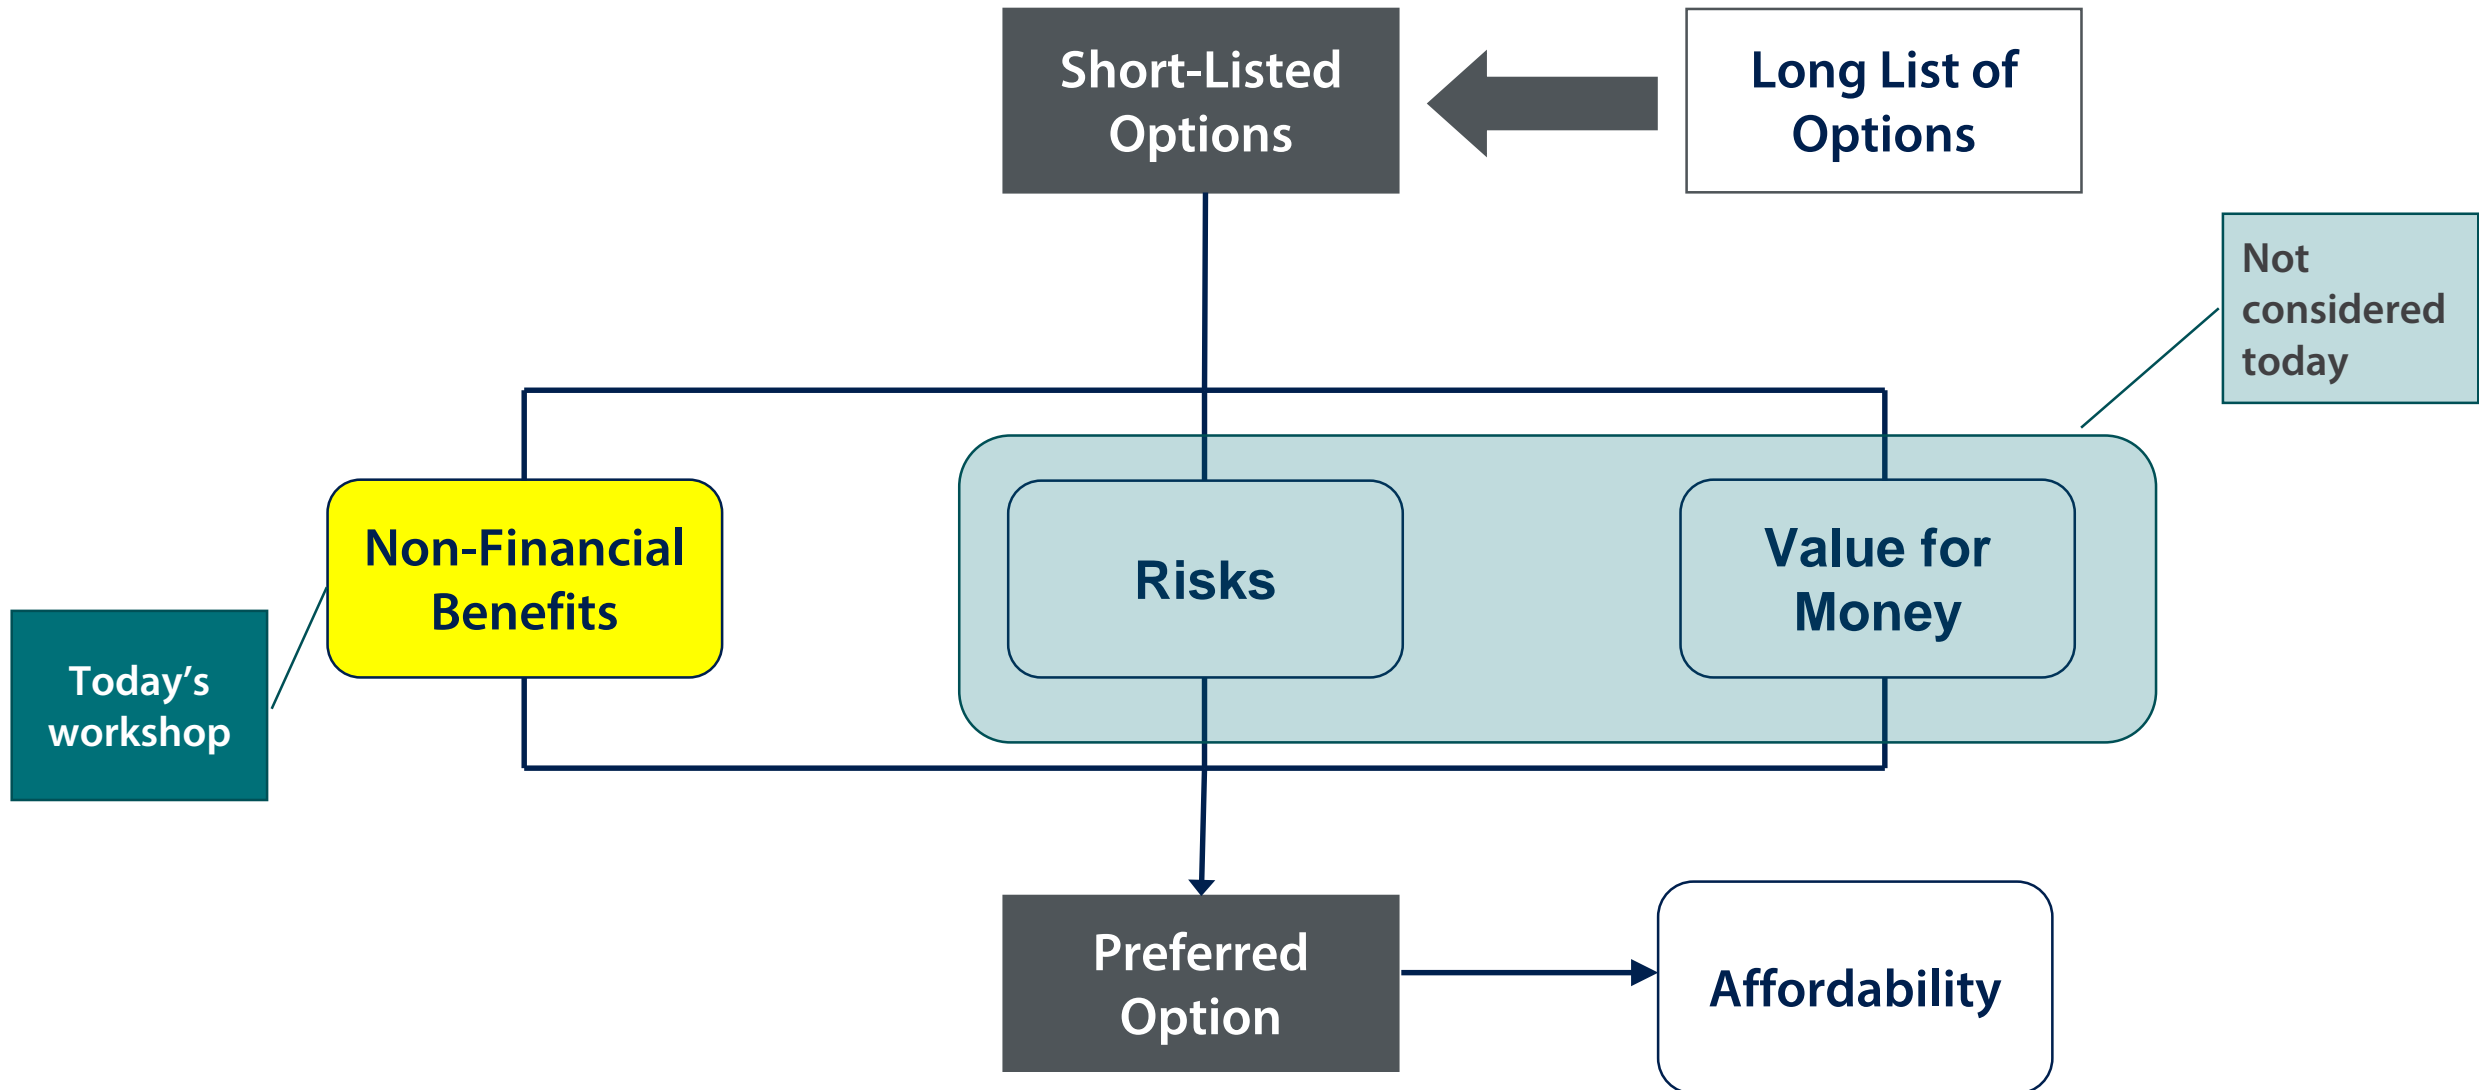 Short-Listed
Options
Long List of
Options
Not
considered
today
Non-Financial
Benefits
Risks
Value for
Money
Today’s
workshop
Preferred
Option
Affordability